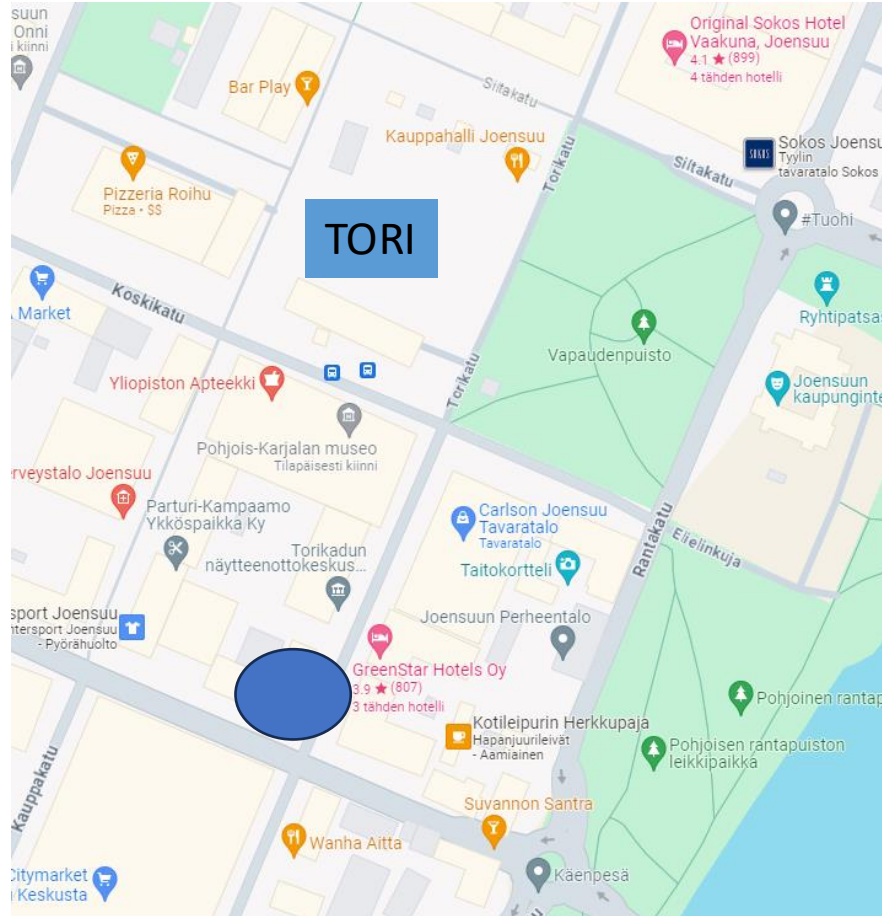 suun
Onni
i kiinni
Bar Play
Siltakatu
Original Sokos Hotel
Vaakuna, Joensuu
4.1 ★ (899)
4 tähden hotelli
Kauppahalli Joensuu
Torikatu
Siltakatu
SOKOS
Sokos Joensu
Tyylin
tavaratalo Sokos
Pizzeria Roihu
Pizza • $$
#Tuohi
TORI
Koskikatu
Market
Ryhtipatsas
Vapaudenpuisto
Yliopiston Apteekki
Torikatu
Joensuun
kaupunginte
Pohjois-Karjalan museo
Tilapäisesti kiinni
rveystalo Joensuu
Parturi-Kampaamo
Ykköspaikka Ky
Carlson Joensuu
Tavaratalo
Tavaratalo
Rantakatu
Elielinkuja
Torikadun
näytteenottokeskus...
Taitokortteli
sport Joensuu
ntersport Joensuu
- Pyörähuolto
Joensuun Perheentalo
GreenStar Hotels Oy
3.9 ★ (807)
3 tähden hotelli
Pohjoinen rantap
Kotileipurin Herkkupaja
Hapanjuurileivät
- Aamiainen
Pohjoisen rantapuiston
leikkipaikka
Kauppakatu
Suvannon Santra
Wanha Aitta
Citymarket
Keskusta
Käenpesä